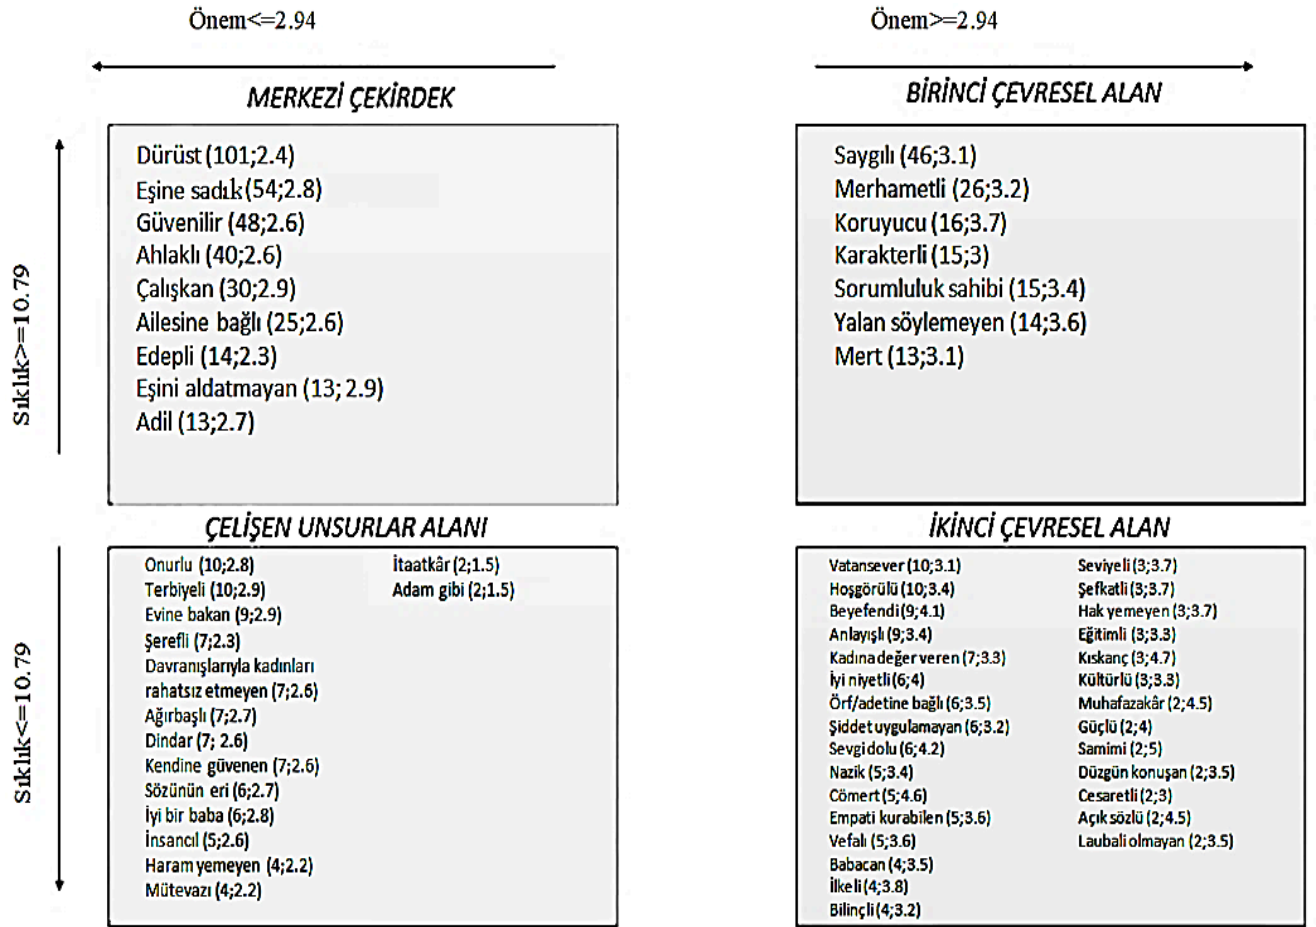 Önem<=2.94
Önem>=2.94
MERKEZİ ÇEKİRDEK
Sıklık>=10.79
Dürüst (101;2.4)
Eşine sadık (54;2.8)
Güvenilir (48;2.6)
Ahlaklı (40;2.6)
Çalışkan (30;2.9)
Ailesine bağlı (25;2.6)
Edepli (14;2.3)
Eşini aldatmayan (13; 2.9)
Adil (13;2.7)
BİRİNCİ ÇEVRESEL ALAN
Saygılı (46;3.1)
Merhametli (26;3.2)
Koruyucu (16;3.7)
Karakterli (15;3)
Sorumluluk sahibi (15;3.4)
Yalan söylemeyen (14;3.6)
Mert (13;3.1)
ÇELİŞEN UNSURLAR ALANI
Sıklık<=10.79
Onurlu (10;2.8)
Terbiyeli (10;2.9)
Evine bakan (9;2.9)
Şerefli (7;2.3)
Davranışlarıyla kadınları
rahatsız etmeyen (7;2.6)
Ağırbaşlı (7;2.7)
Dindar (7; 2.6)
Kendine güvenen (7;2.6)
Sözünün eri (6;2.7)
İyi bir baba (6;2.8)
İnsancıl (5;2.6)
Haram yemeyen (4;2.2)
Mütevazı (4;2.2)
İtaatkâr (2;1.5)
Adam gibi (2;1.5)
İKİNCİ ÇEVRESEL ALAN
Vatansever (10;3.1)
Hoşgörülü (10;3.4)
Beyefendi (9;4.1)
Anlayışlı (9;3.4)
Kadına değer veren (7;3.3)
İyi niyetli (6;4)
Örf/adetine bağlı (6;3.5)
Şiddet uygulamayan (6;3.2)
Sevgi dolu (6;4.2)
Nazik (5;3.4)
Cömert (5;4.6)
Empati kurabilen (5;3.6)
Vefalı (5;3.6)
Babacan (4;3.5)
İlkeli (4;3.8)
Bilinçli (4;3.2)
Seviyeli (3;3.7)
Şefkatli (3;3.7)
Hak yemeyen (3;3.7)
Eğitimli (3;3.3)
Kıskanç (3;4.7)
Kültürlü (3;3.3)
Muhafazakâr (2;4.5)
Güçlü (2;4)
Samimi (2;5)
Düzgün konuşan (2;3.5)
Cesaretli (2;3)
Açık sözlü (2;4.5)
Laubali olmayan (2;3.5)